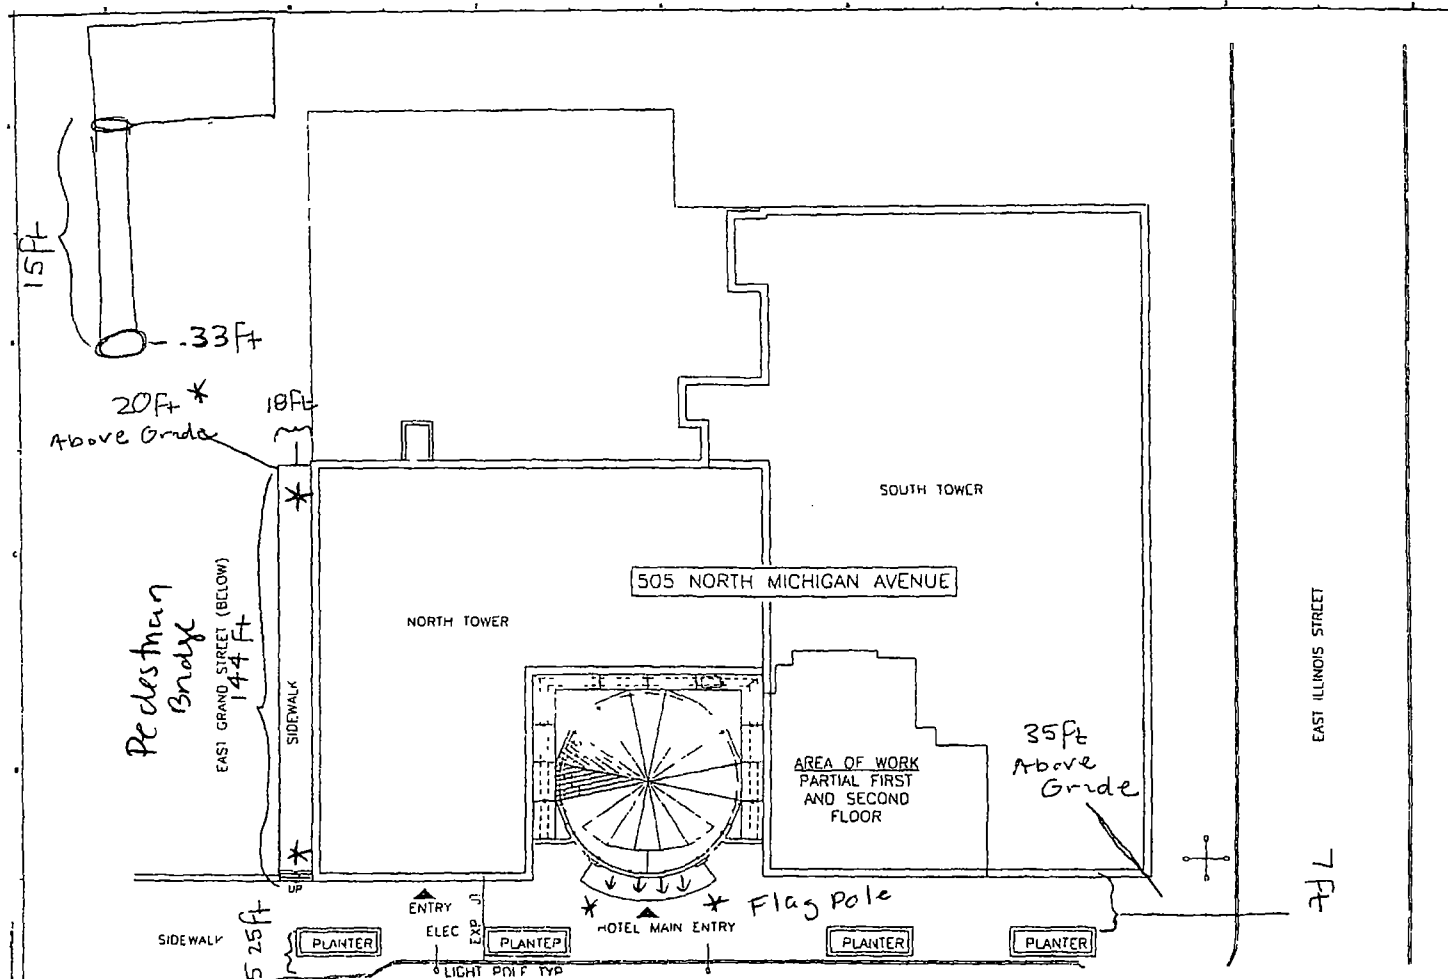 15ft
.33ft
20ft *
Above Grade
18ft
*
SOUTH TOWER
505 NORTH MICHIGAN AVENUE
NORTH TOWER
Pedestrian
Bridge
EAST GRAND STREET (BELOW)
144 ft
SIDEWALK
EAST ILLINOIS STREET
AREA OF WORK
PARTIAL FIRST
AND SECOND
FLOOR
35ft
Above
Grade
*
UP
ENTRY
* * Flag Pole
HOTEL MAIN ENTRY
ELEC
EXP JT
SIDEWALK
25ft
PLANTER
PLANTER
PLANTER
PLANTER
LIGHT POLE TYP